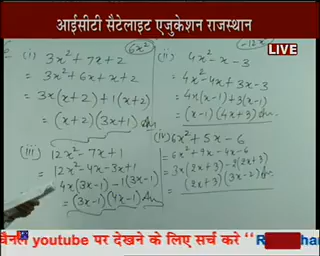 आईसीटी सैटेलाइट एजुकेशन राजस्थान
LIVE
(i) 3x² + 7x + 2 (6x²)
= 3x² + 6x + x + 2
= 3x(x+2) + 1(x+2)
= (x+2) (3x+1)
(ii) 4x² - x - 3 (-12x²)
= 4x² - 4x + 3x - 3
= 4x(x-1) + 3(x-1)
= (x-1) (4x+3) Ans
(iii) 12x² - 7x + 1
= 12x² - 4x - 3x + 1
= 4x(3x-1) - 1(3x-1)
= (3x-1) (4x-1) Ans
(iv) 6x² + 5x - 6
= 6x² + 9x - 4x - 6
= 3x(2x+3) - 2(2x+3)
= (2x+3) (3x-2) Ans
चैनल youtube पर देखने के लिए सर्च करे